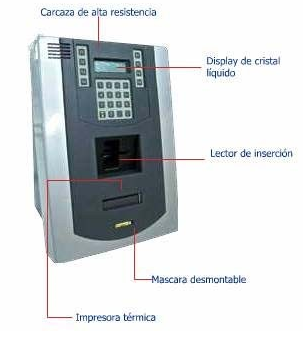 Carcaza de alta resistencia
Display de cristal
líquido
Lector de inserción
Mascara desmontable
Impresora térmica